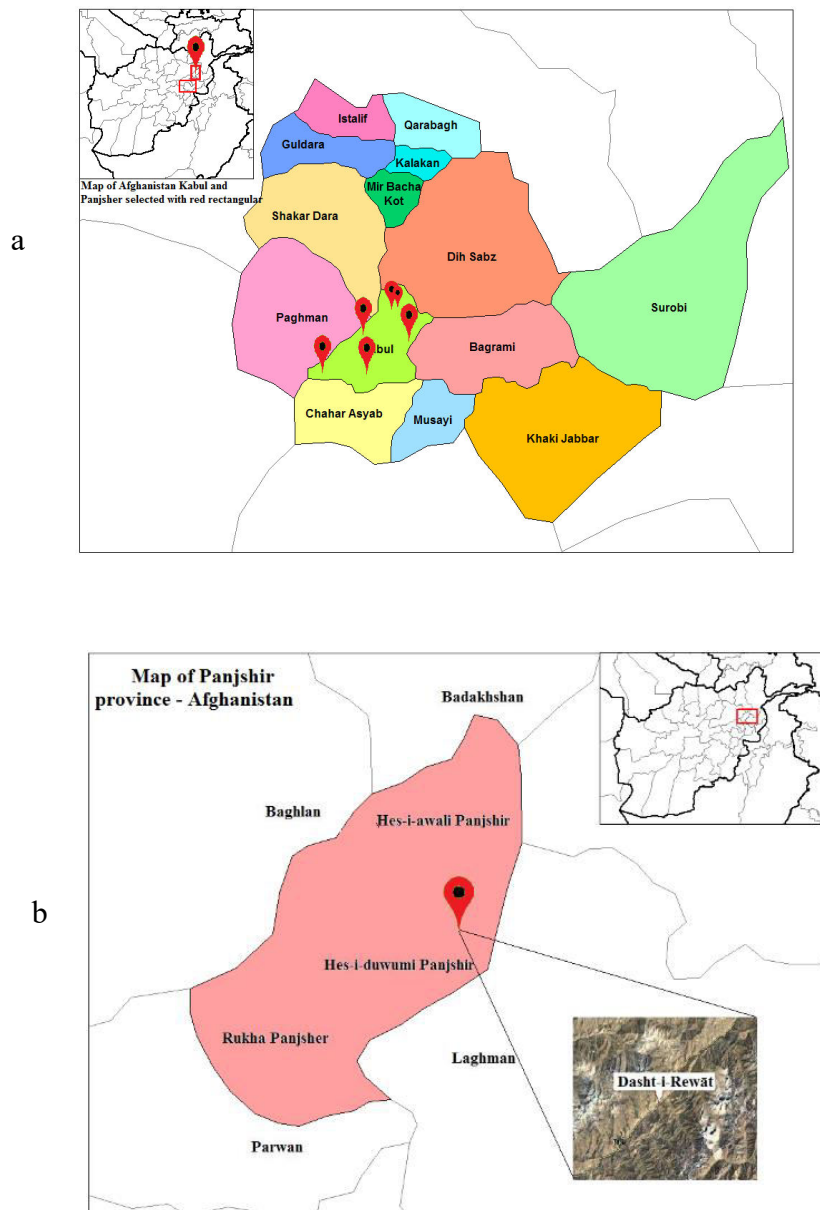 a
Map of Afghanistan Kabul and
Panjsher selected with red rectangular
Istalif
Qarabagh
Guldara
Kalakan
Mir Bacha
Kot
Shakar Dara
Dih Sabz
Paghman
Surobi
bul
Bagrami
Chahar Asyab
Musayi
Khaki Jabbar
b
Map of Panjshir
province - Afghanistan
Badakhshan
Baghlan
Hes-i-awali Panjshir
Hes-i-duwumi Panjshir
Rukha Panjsher
Laghman
Dasht-i-Rewāt
Parwan